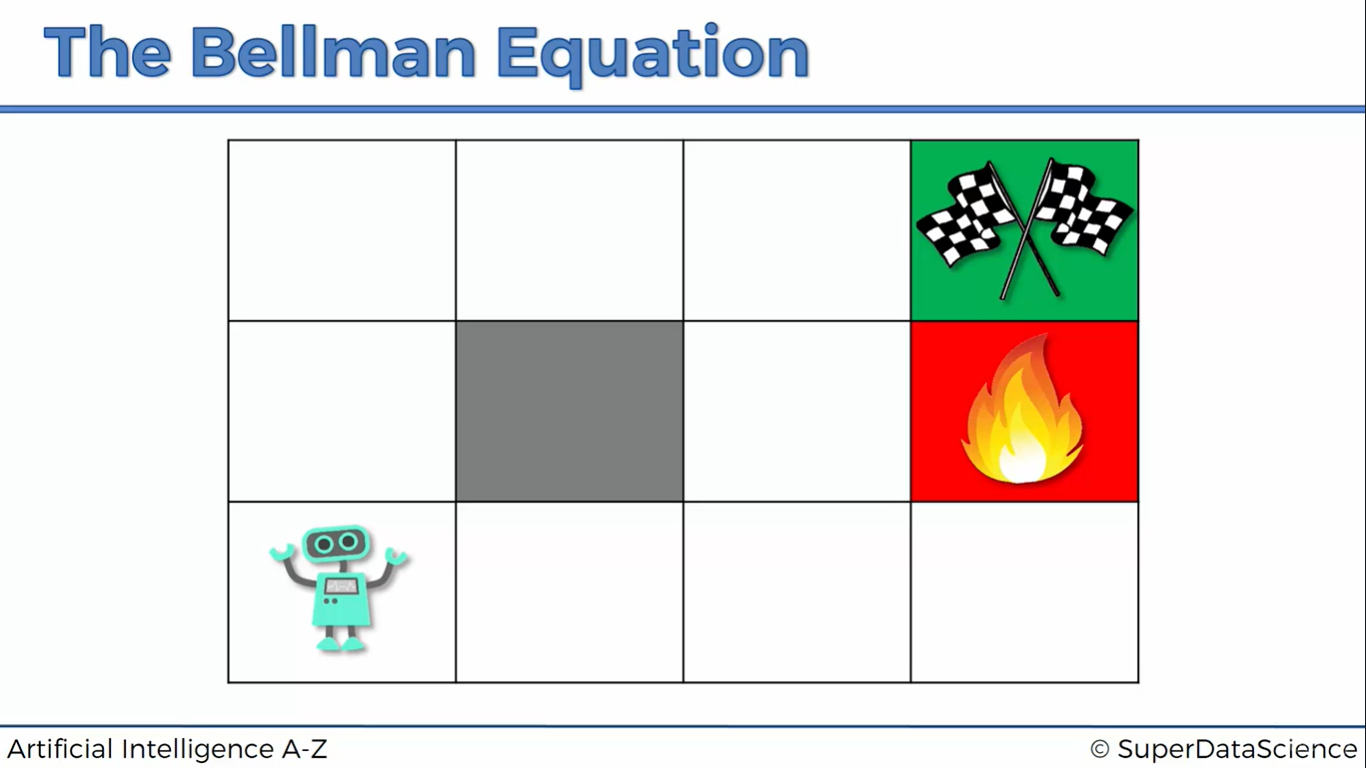 The Bellman Equation
Artificial Intelligence A-Z
© SuperDataScience